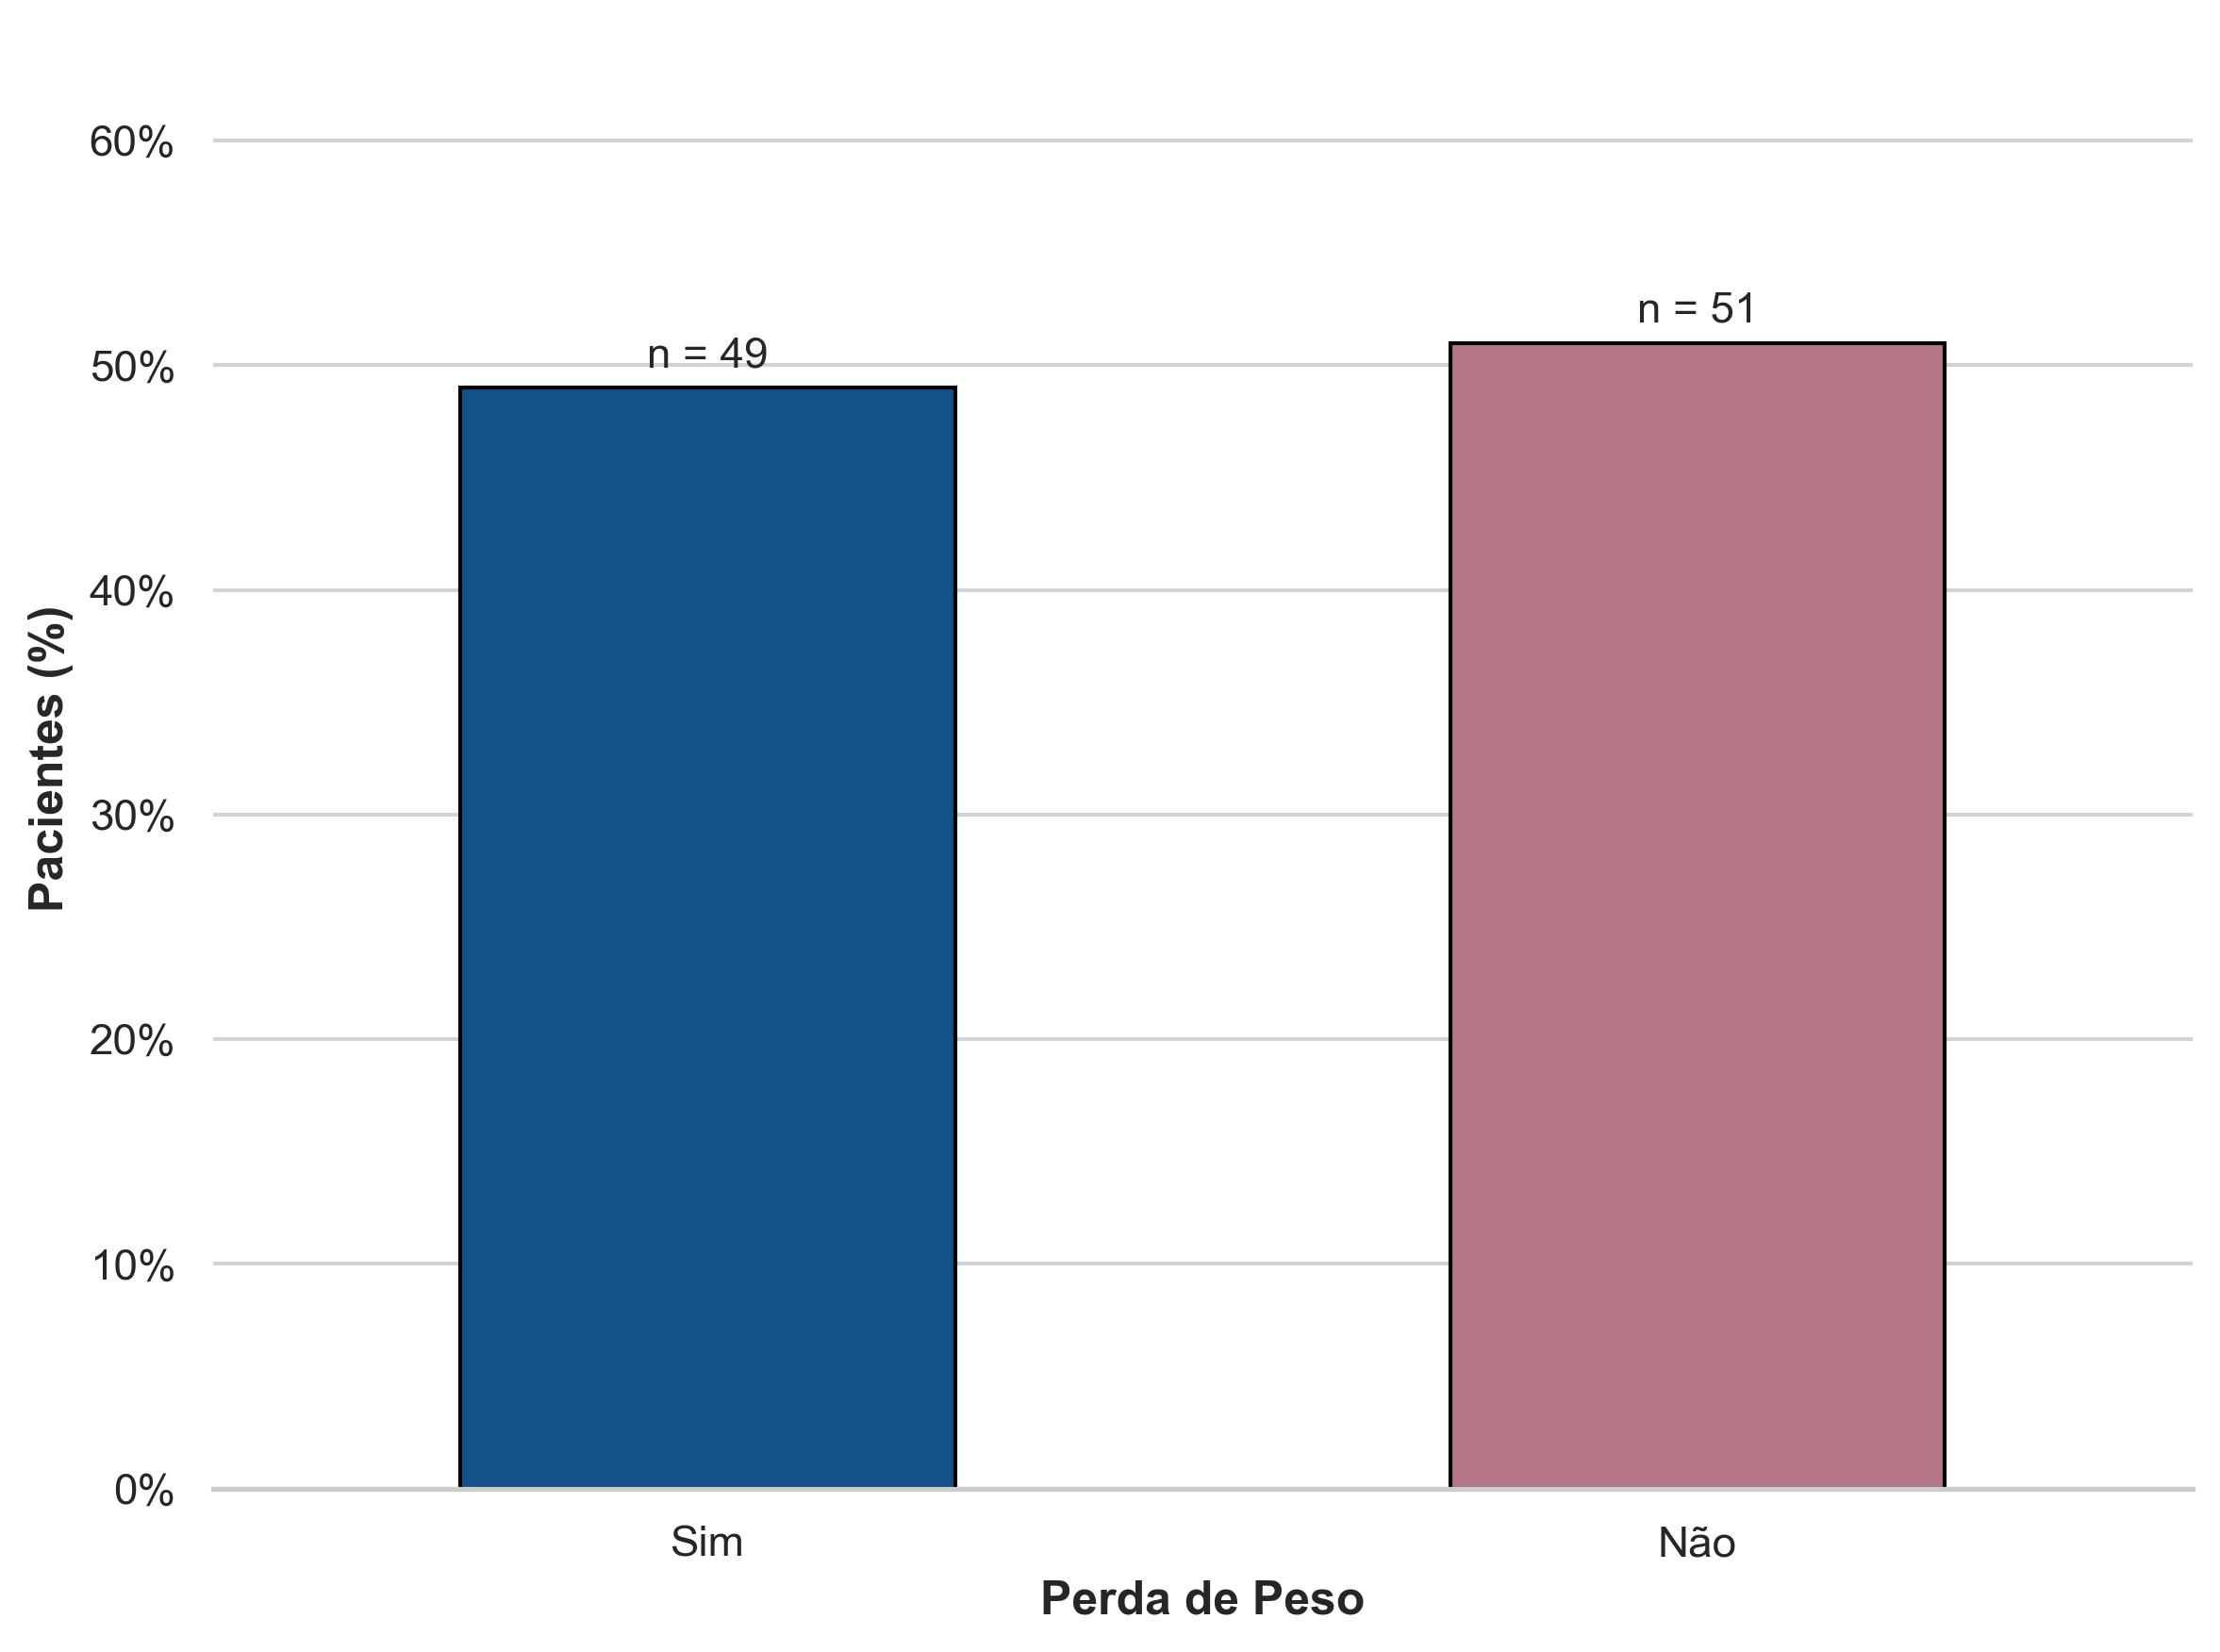 60%
50%
40%
30%
20%
10%
0%
Pacientes (%)
n = 49
n = 51
Sim
Não
Perda de Peso